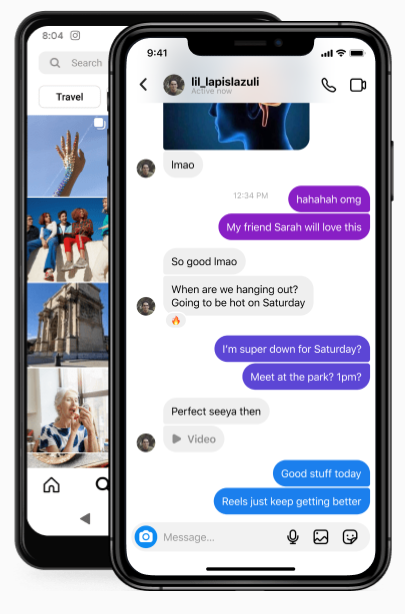 8:04
Search
Travel
9:41
lil_lapislazuli
Active now
lmao
12:34 PM
hahahah omg
My friend Sarah will love this
So good lmao
When are we hanging out?
Going to be hot on Saturday
I'm super down for Saturday?
Meet at the park? 1pm?
Perfect seeya then
Video
Good stuff today
Reels just keep getting better
Message...